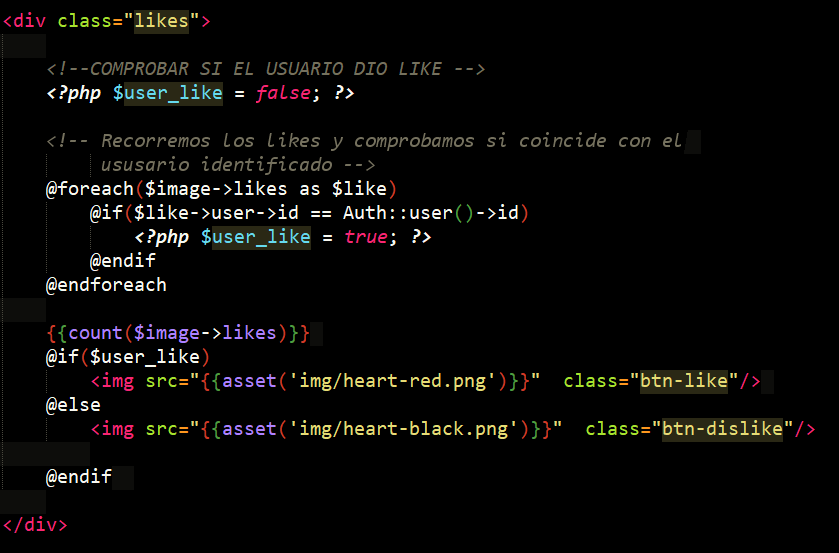 <div class="likes">
<!--COMPROBAR SI EL USUARIO DIO LIKE -->
<?php $user_like = false; ?>
<!-- Recorremos los likes y comprobamos si coincide con el
ususario identificado -->
@foreach($image->likes as $like)
@if($like->user->id == Auth::user()->id)
<?php $user_like = true; ?>
@endif
@endforeach
{{count($image->likes)}}
@if($user_like)
<img src="{{asset('img/heart-red.png')}}"  class="btn-like"/>
@else
<img src="{{asset('img/heart-black.png')}}"  class="btn-dislike"/>
@endif
</div>